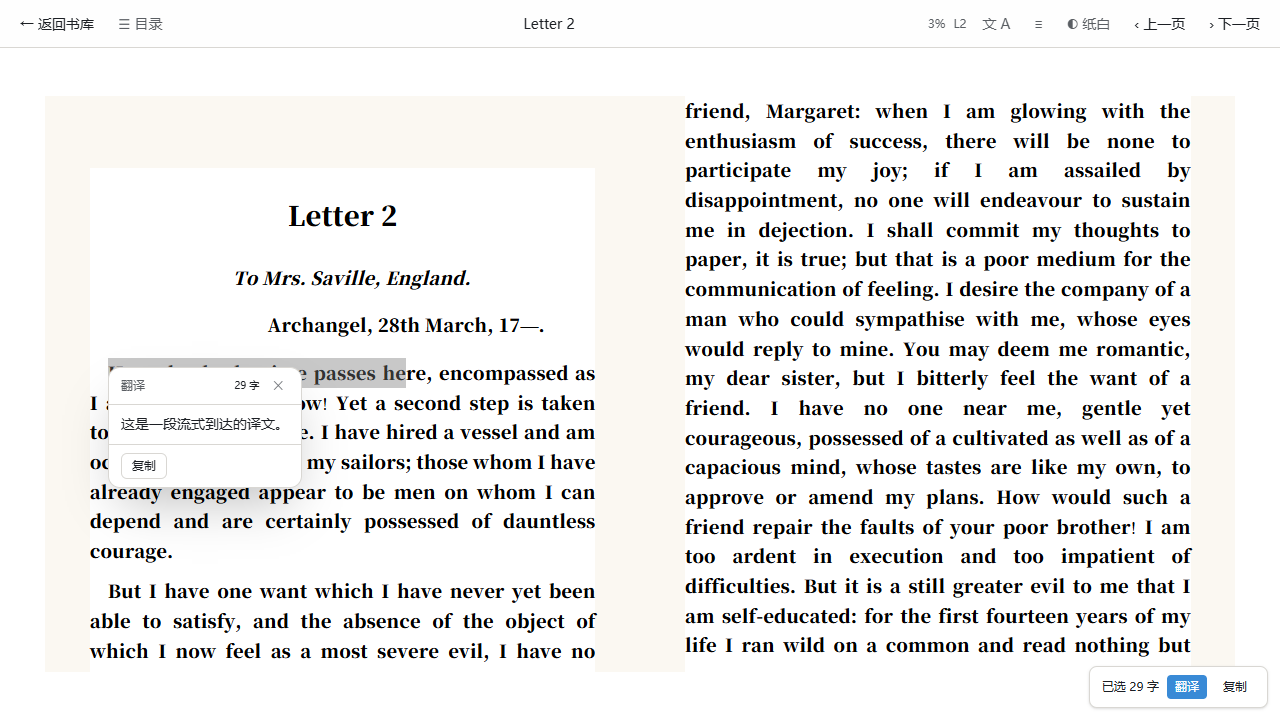 ← 返回书库 ☰ 目录 Letter 2 3% L2 文 A ≡ ◐ 纸白 ‹ 上一页 › 下一页
Letter 2
To Mrs. Saville, England.
Archangel, 28th March, 17—.
passes here, encompassed as
I ow! Yet a second step is taken
to e. I have hired a vessel and am
oc my sailors; those whom I have
already engaged appear to be men on whom I can
depend and are certainly possessed of dauntless
courage.
But I have one want which I have never yet been
able to satisfy, and the absence of the object of
which I now feel as a most severe evil, I have no
翻译 29 字 ×
这是一段流式到达的译文。
复制
friend, Margaret: when I am glowing with the
enthusiasm of success, there will be none to
participate my joy; if I am assailed by
disappointment, no one will endeavour to sustain
me in dejection. I shall commit my thoughts to
paper, it is true; but that is a poor medium for the
communication of feeling. I desire the company of a
man who could sympathise with me, whose eyes
would reply to mine. You may deem me romantic,
my dear sister, but I bitterly feel the want of a
friend. I have no one near me, gentle yet
courageous, possessed of a cultivated as well as of a
capacious mind, whose tastes are like my own, to
approve or amend my plans. How would such a
friend repair the faults of your poor brother! I am
too ardent in execution and too impatient of
difficulties. But it is a still greater evil to me that I
am self-educated: for the first fourteen years of my
life I ran wild on a common and read nothing but
已选 29 字 翻译 复制